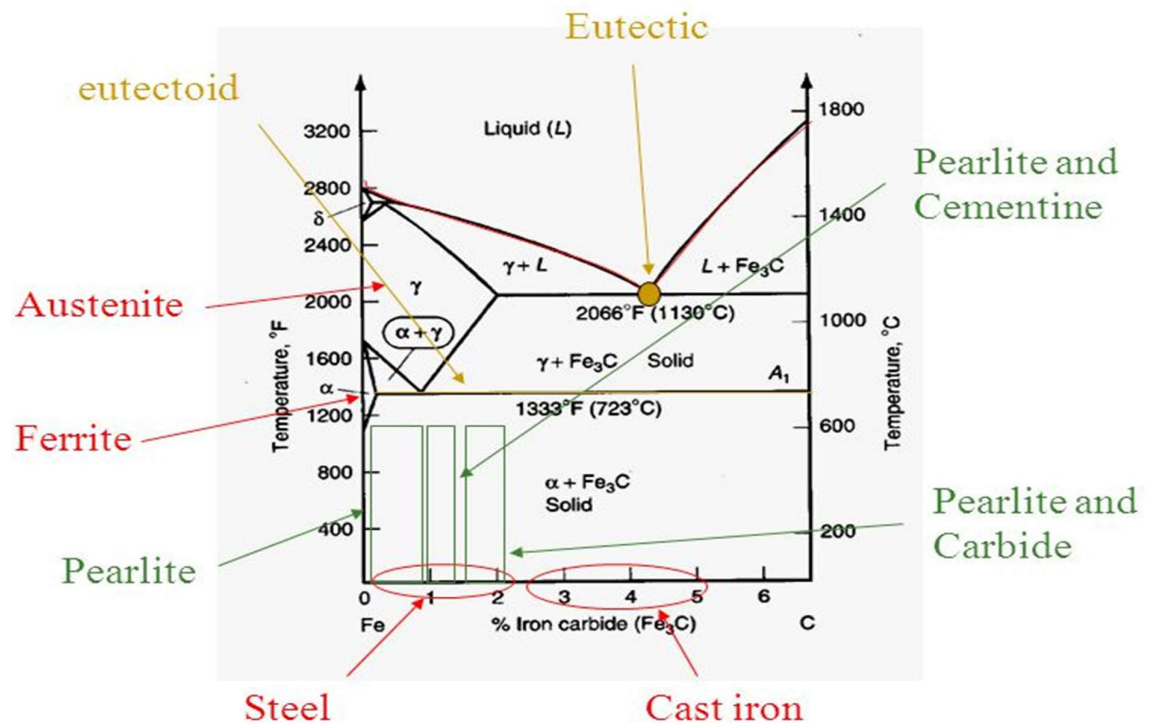 Eutectic
eutectoid
Liquid (L)
Pearlite and
Cementine
Austenite
Ferrite
Pearlite
Pearlite and
Carbide
Steel
Cast iron
Temperature, °F
3200
2800
2400
2000
1600
1200
800
400
Temperature, °C
1800
1400
1000
600
200
δ
γ
γ + L
L + Fe₃C
α + γ
2066°F (1130°C)
γ + Fe₃C Solid
A₁
α
1333°F (723°C)
α + Fe₃C
Solid
0 1 2 3 4 5 6
Fe % Iron carbide (Fe₃C) C